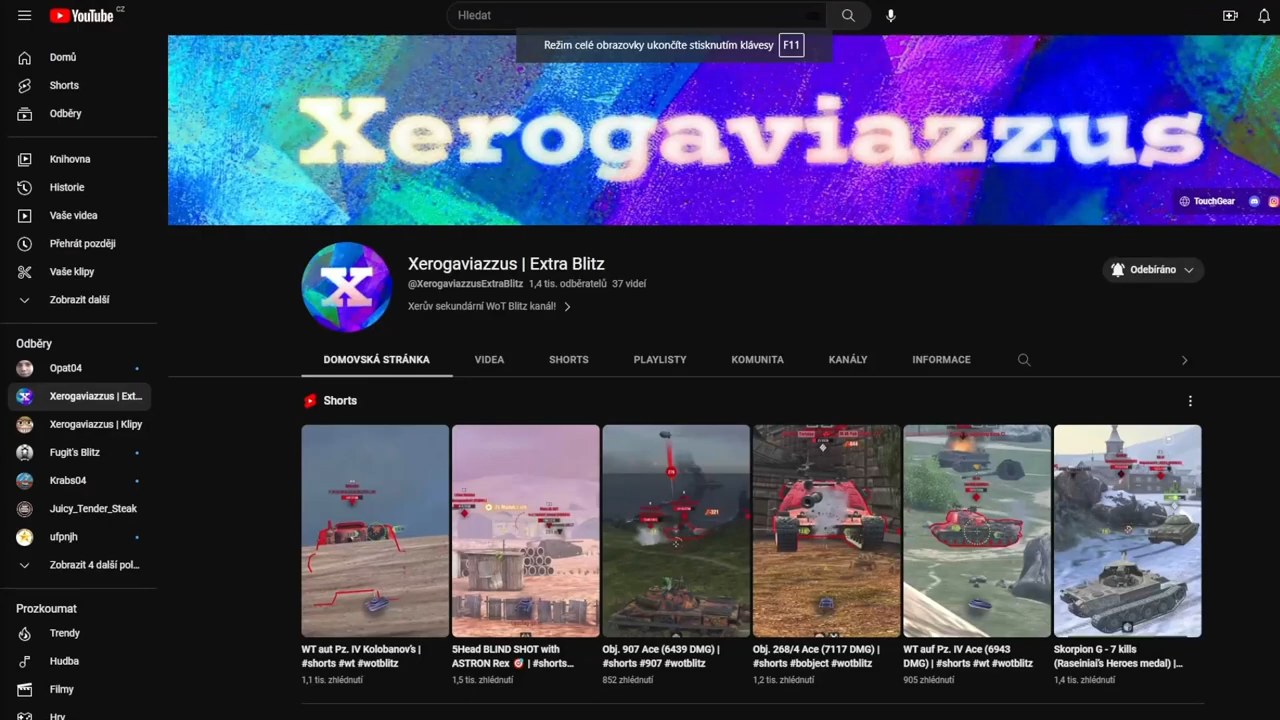 YouTube CZ
Hledat
Režim celé obrazovky ukončíte stisknutím klávesy F11
Domů
Shorts
Odběry
Knihovna
Historie
Vaše videa
Přehrát později
Vaše klipy
Zobrazit další
Odběry
Opat04
Xerogaviazzus | Ext...
Xerogaviazzus | Klipy
Fugit's Blitz
Krabs04
Juicy_Tender_Steak
ufpnjh
Zobrazit 4 další pol...
Prozkoumat
Trendy
Hudba
Filmy
Hry
Xerogaviazzus
TouchGear
X
Xerogaviazzus | Extra Blitz
@XerogaviazzusExtraBlitz 1,4 tis. odběratelů 37 videí
Xerův sekundární WoT Blitz kanál!
Odebíráno
DOMOVSKÁ STRÁNKA VIDEA SHORTS PLAYLISTY KOMUNITA KANÁLY INFORMACE
Shorts
WT aut Pz. IV Kolobanov's |
#shorts #wt #wotblitz
1,1 tis. zhlédnutí
5Head BLIND SHOT with
ASTRON Rex 🎯 | #shorts...
1,5 tis. zhlédnutí
Obj. 907 Ace (6439 DMG) |
#shorts #907 #wotblitz
852 zhlédnutí
Obj. 268/4 Ace (7117 DMG) |
#shorts #bobject #wotblitz
1,2 tis. zhlédnutí
WT auf Pz. IV Ace (6943
DMG) | #shorts #wt #wotblitz
905 zhlédnutí
Skorpion G - 7 kills
(Raseiniai's Heroes medal) |...
1,4 tis. zhlédnutí